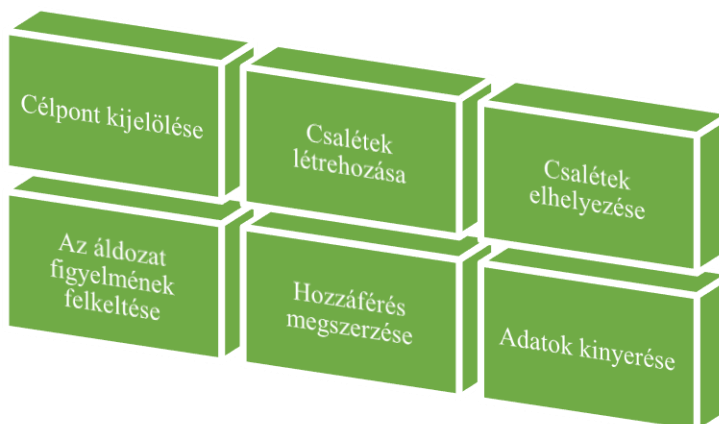 Célpont kijelölése
Csalétek
létrehozása
Csalétek
elhelyezése
Az áldozat
figyelmének
felkeltése
Hozzáférés
megszerzése
Adatok kinyerése